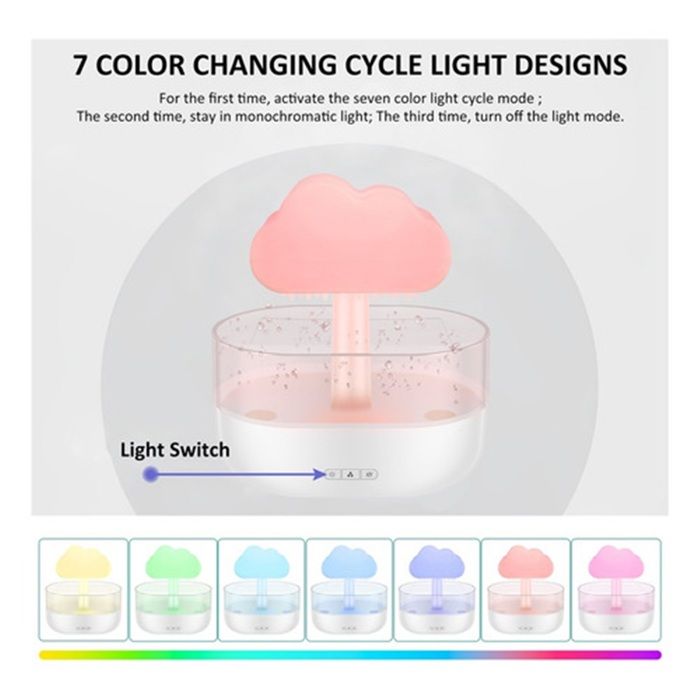 7 COLOR CHANGING CYCLE LIGHT DESIGNS
For the first time, activate the seven color light cycle mode ;
The second time, stay in monochromatic light; The third time, turn off the light mode.
Light Switch